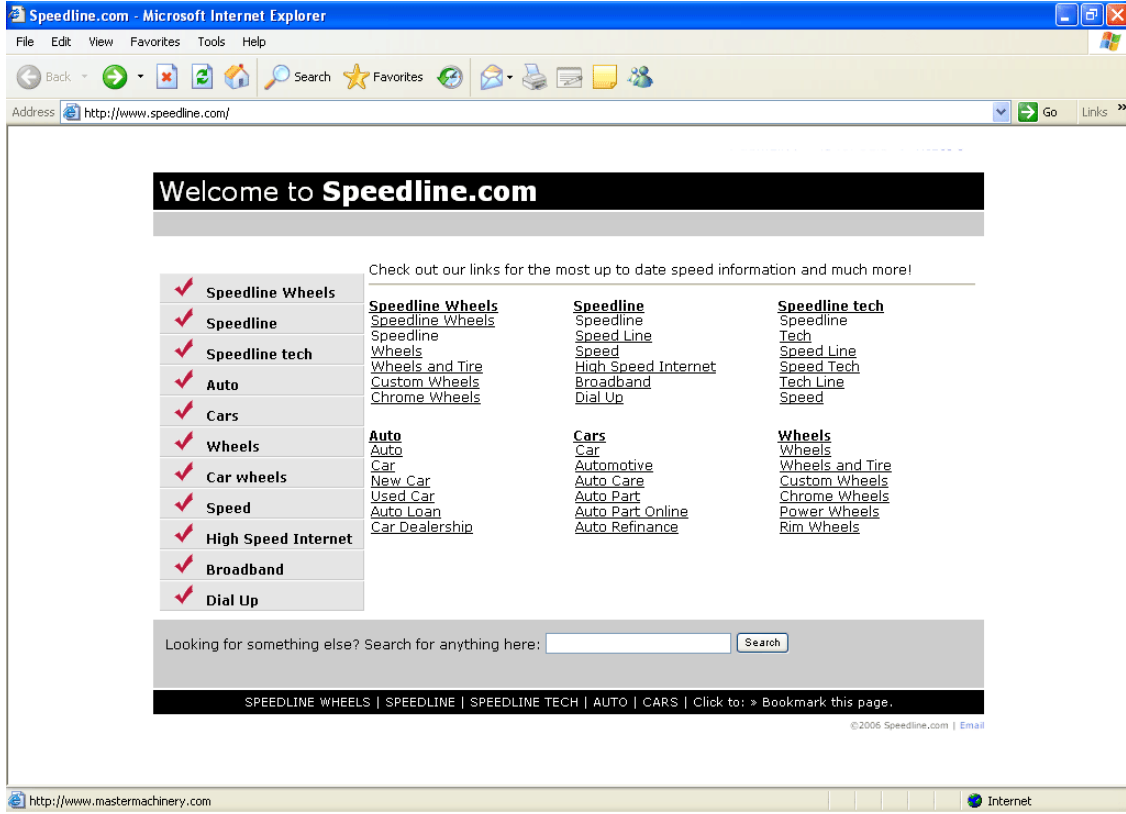 Speedline.com - Microsoft Internet Explorer
File Edit View Favorites Tools Help
Back Search Favorites
Address http://www.speedline.com/ Go Links »
Welcome to Speedline.com
Check out our links for the most up to date speed information and much more!
Speedline Wheels
Speedline
Speedline tech
Auto
Cars
Wheels
Car wheels
Speed
High Speed Internet
Broadband
Dial Up
Speedline Wheels
Speedline Wheels
Speedline
Wheels
Wheels and Tire
Custom Wheels
Chrome Wheels
Speedline
Speedline
Speed Line
Speed
High Speed Internet
Broadband
Dial Up
Speedline tech
Speedline
Tech
Speed Line
Speed Tech
Tech Line
Speed
Auto
Auto
Car
New Car
Used Car
Auto Loan
Car Dealership
Cars
Car
Automotive
Auto Care
Auto Part
Auto Part Online
Auto Refinance
Wheels
Wheels
Wheels and Tire
Custom Wheels
Chrome Wheels
Power Wheels
Rim Wheels
Looking for something else? Search for anything here: Search
SPEEDLINE WHEELS | SPEEDLINE | SPEEDLINE TECH | AUTO | CARS | Click to: » Bookmark this page.
©2006 Speedline.com | Email
http://www.mastermachinery.com Internet